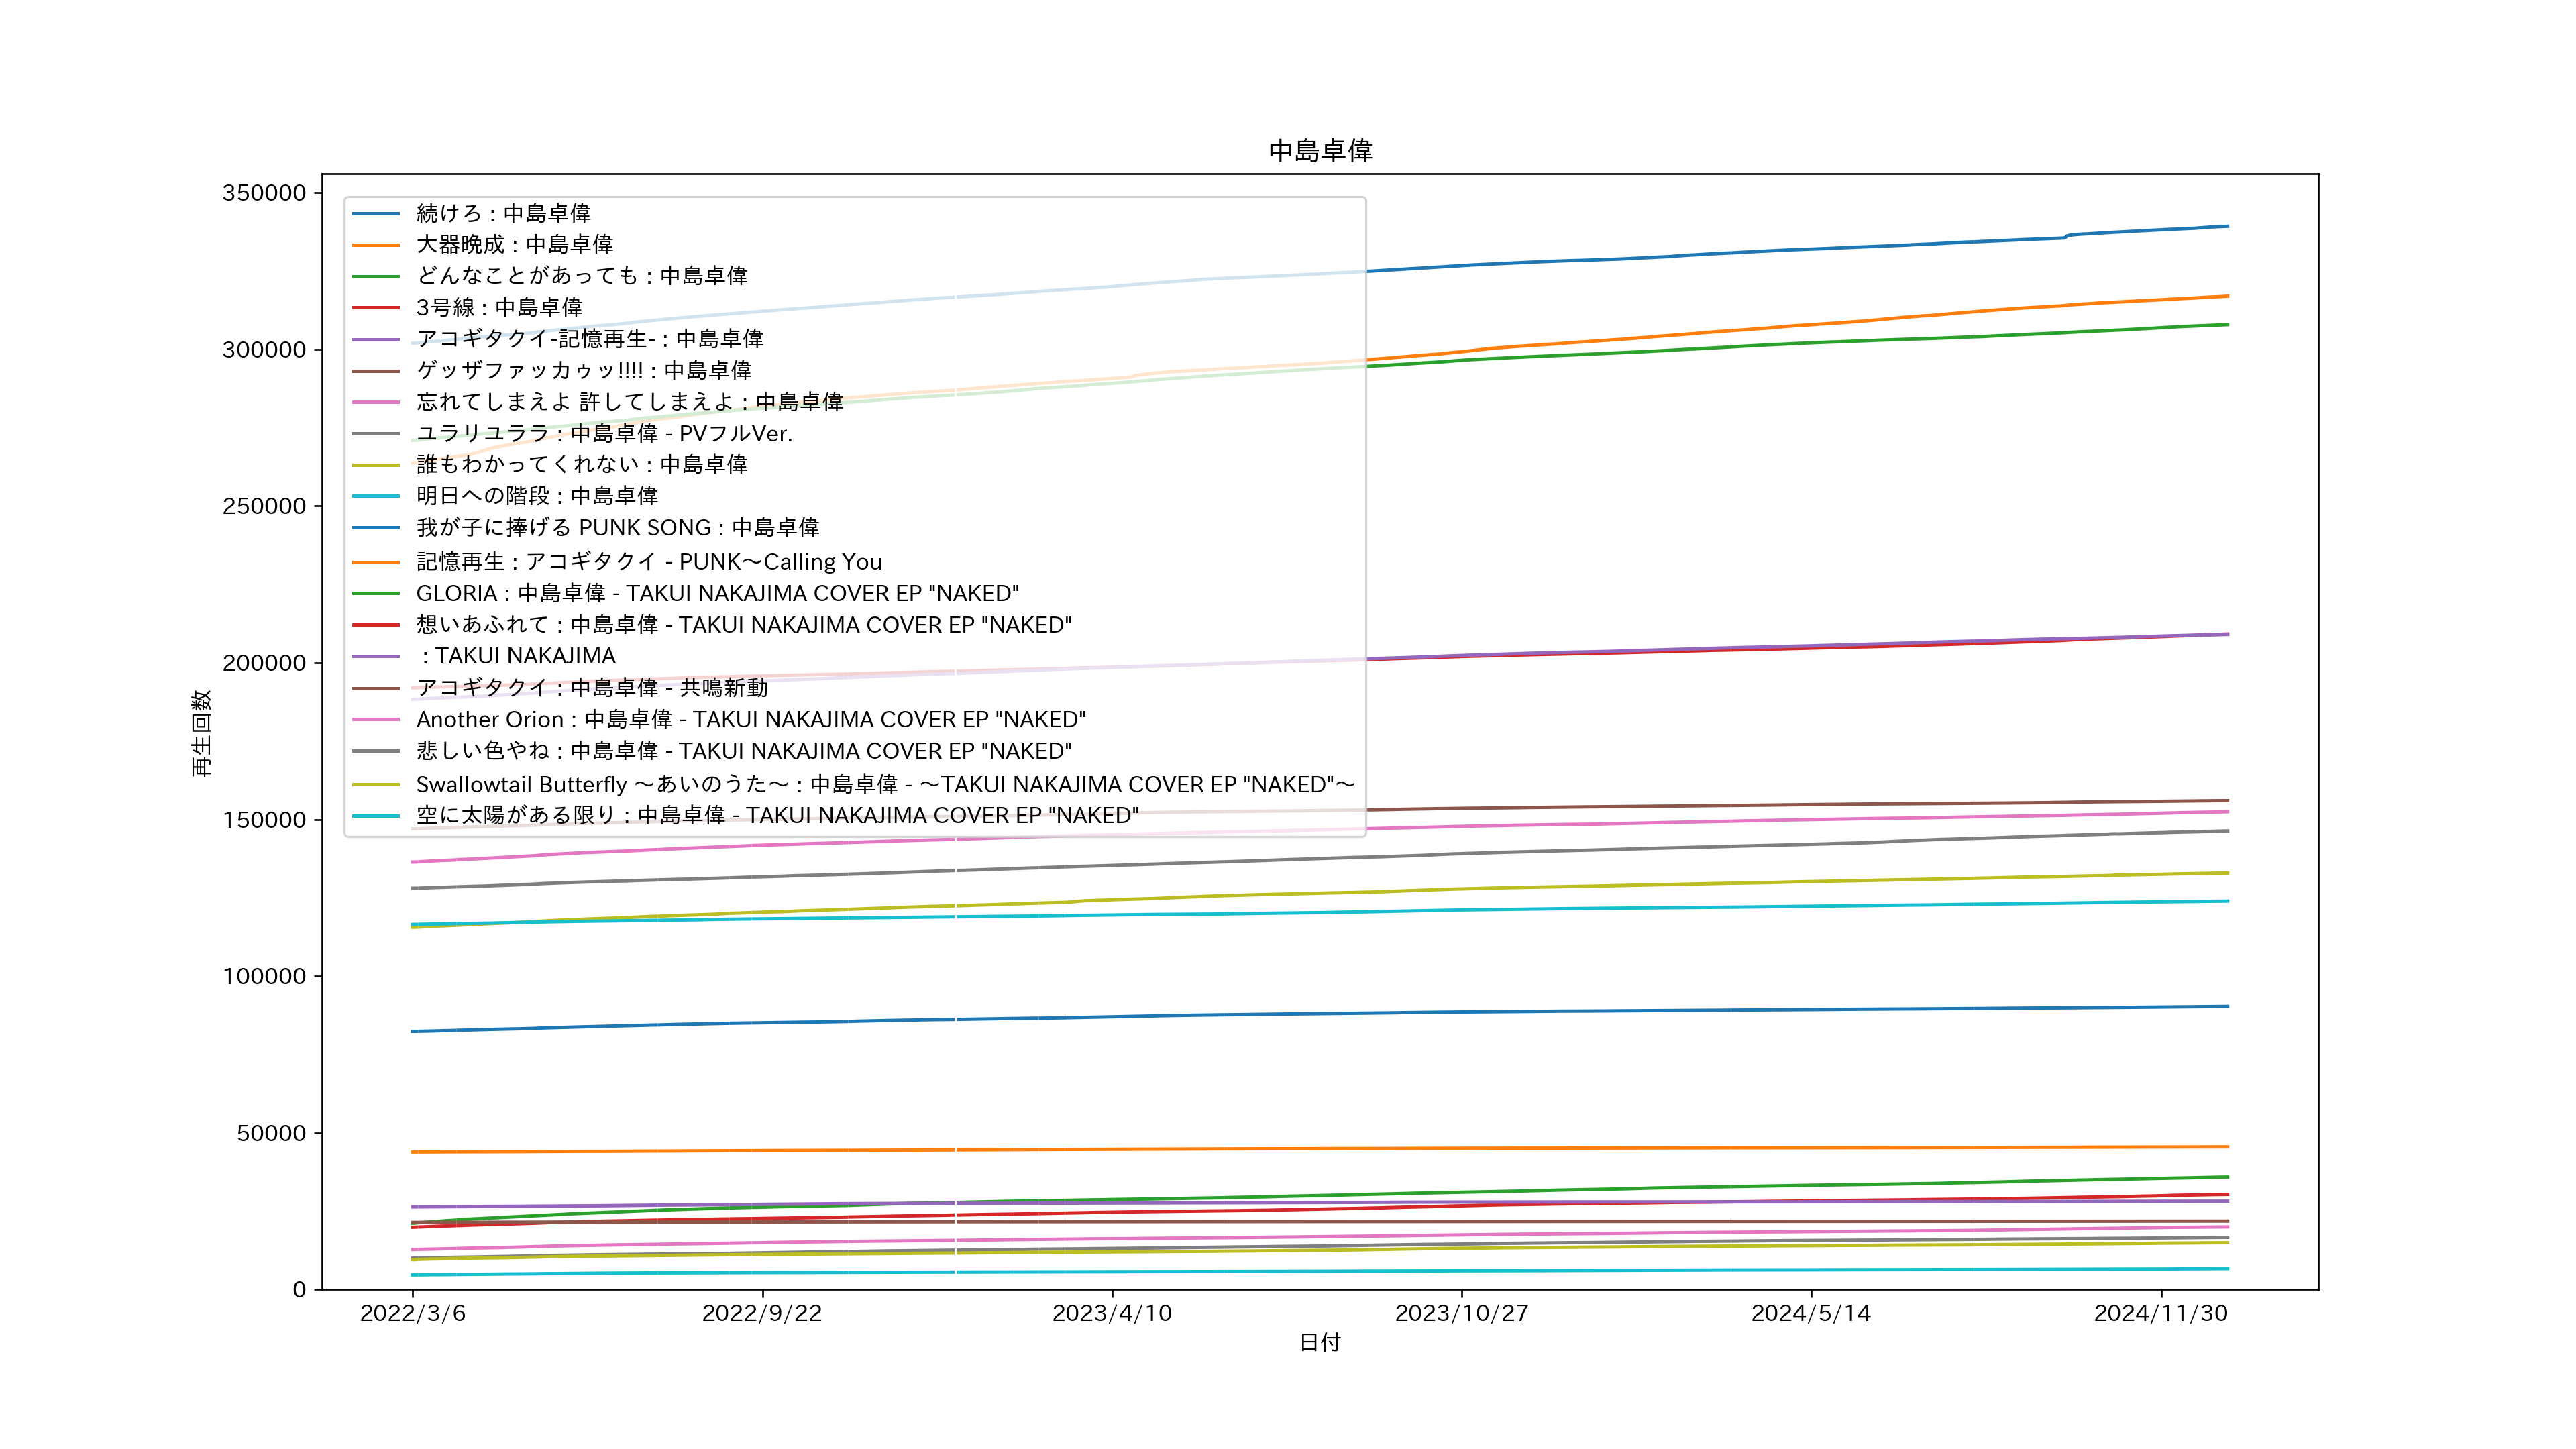 中島卓偉
350000
300000
250000
200000
150000
100000
50000
0
再生回数
続けろ : 中島卓偉
大器晩成 : 中島卓偉
どんなことがあっても : 中島卓偉
3号線 : 中島卓偉
アコギタクイ-記憶再生- : 中島卓偉
ゲッザファッカゥッ!!!! : 中島卓偉
忘れてしまえよ 許してしまえよ : 中島卓偉
ユラリユララ : 中島卓偉 - PVフルVer.
誰もわかってくれない : 中島卓偉
明日への階段 : 中島卓偉
我が子に捧げる PUNK SONG : 中島卓偉
記憶再生 : アコギタクイ - PUNK〜Calling You
GLORIA : 中島卓偉 - TAKUI NAKAJIMA COVER EP "NAKED"
想いあふれて : 中島卓偉 - TAKUI NAKAJIMA COVER EP "NAKED"
: TAKUI NAKAJIMA
アコギタクイ : 中島卓偉 - 共鳴新動
Another Orion : 中島卓偉 - TAKUI NAKAJIMA COVER EP "NAKED"
悲しい色やね : 中島卓偉 - TAKUI NAKAJIMA COVER EP "NAKED"
Swallowtail Butterfly 〜あいのうた〜 : 中島卓偉 - 〜TAKUI NAKAJIMA COVER EP "NAKED"〜
空に太陽がある限り : 中島卓偉 - TAKUI NAKAJIMA COVER EP "NAKED"
2022/3/6 2022/9/22 2023/4/10 2023/10/27 2024/5/14 2024/11/30
日付